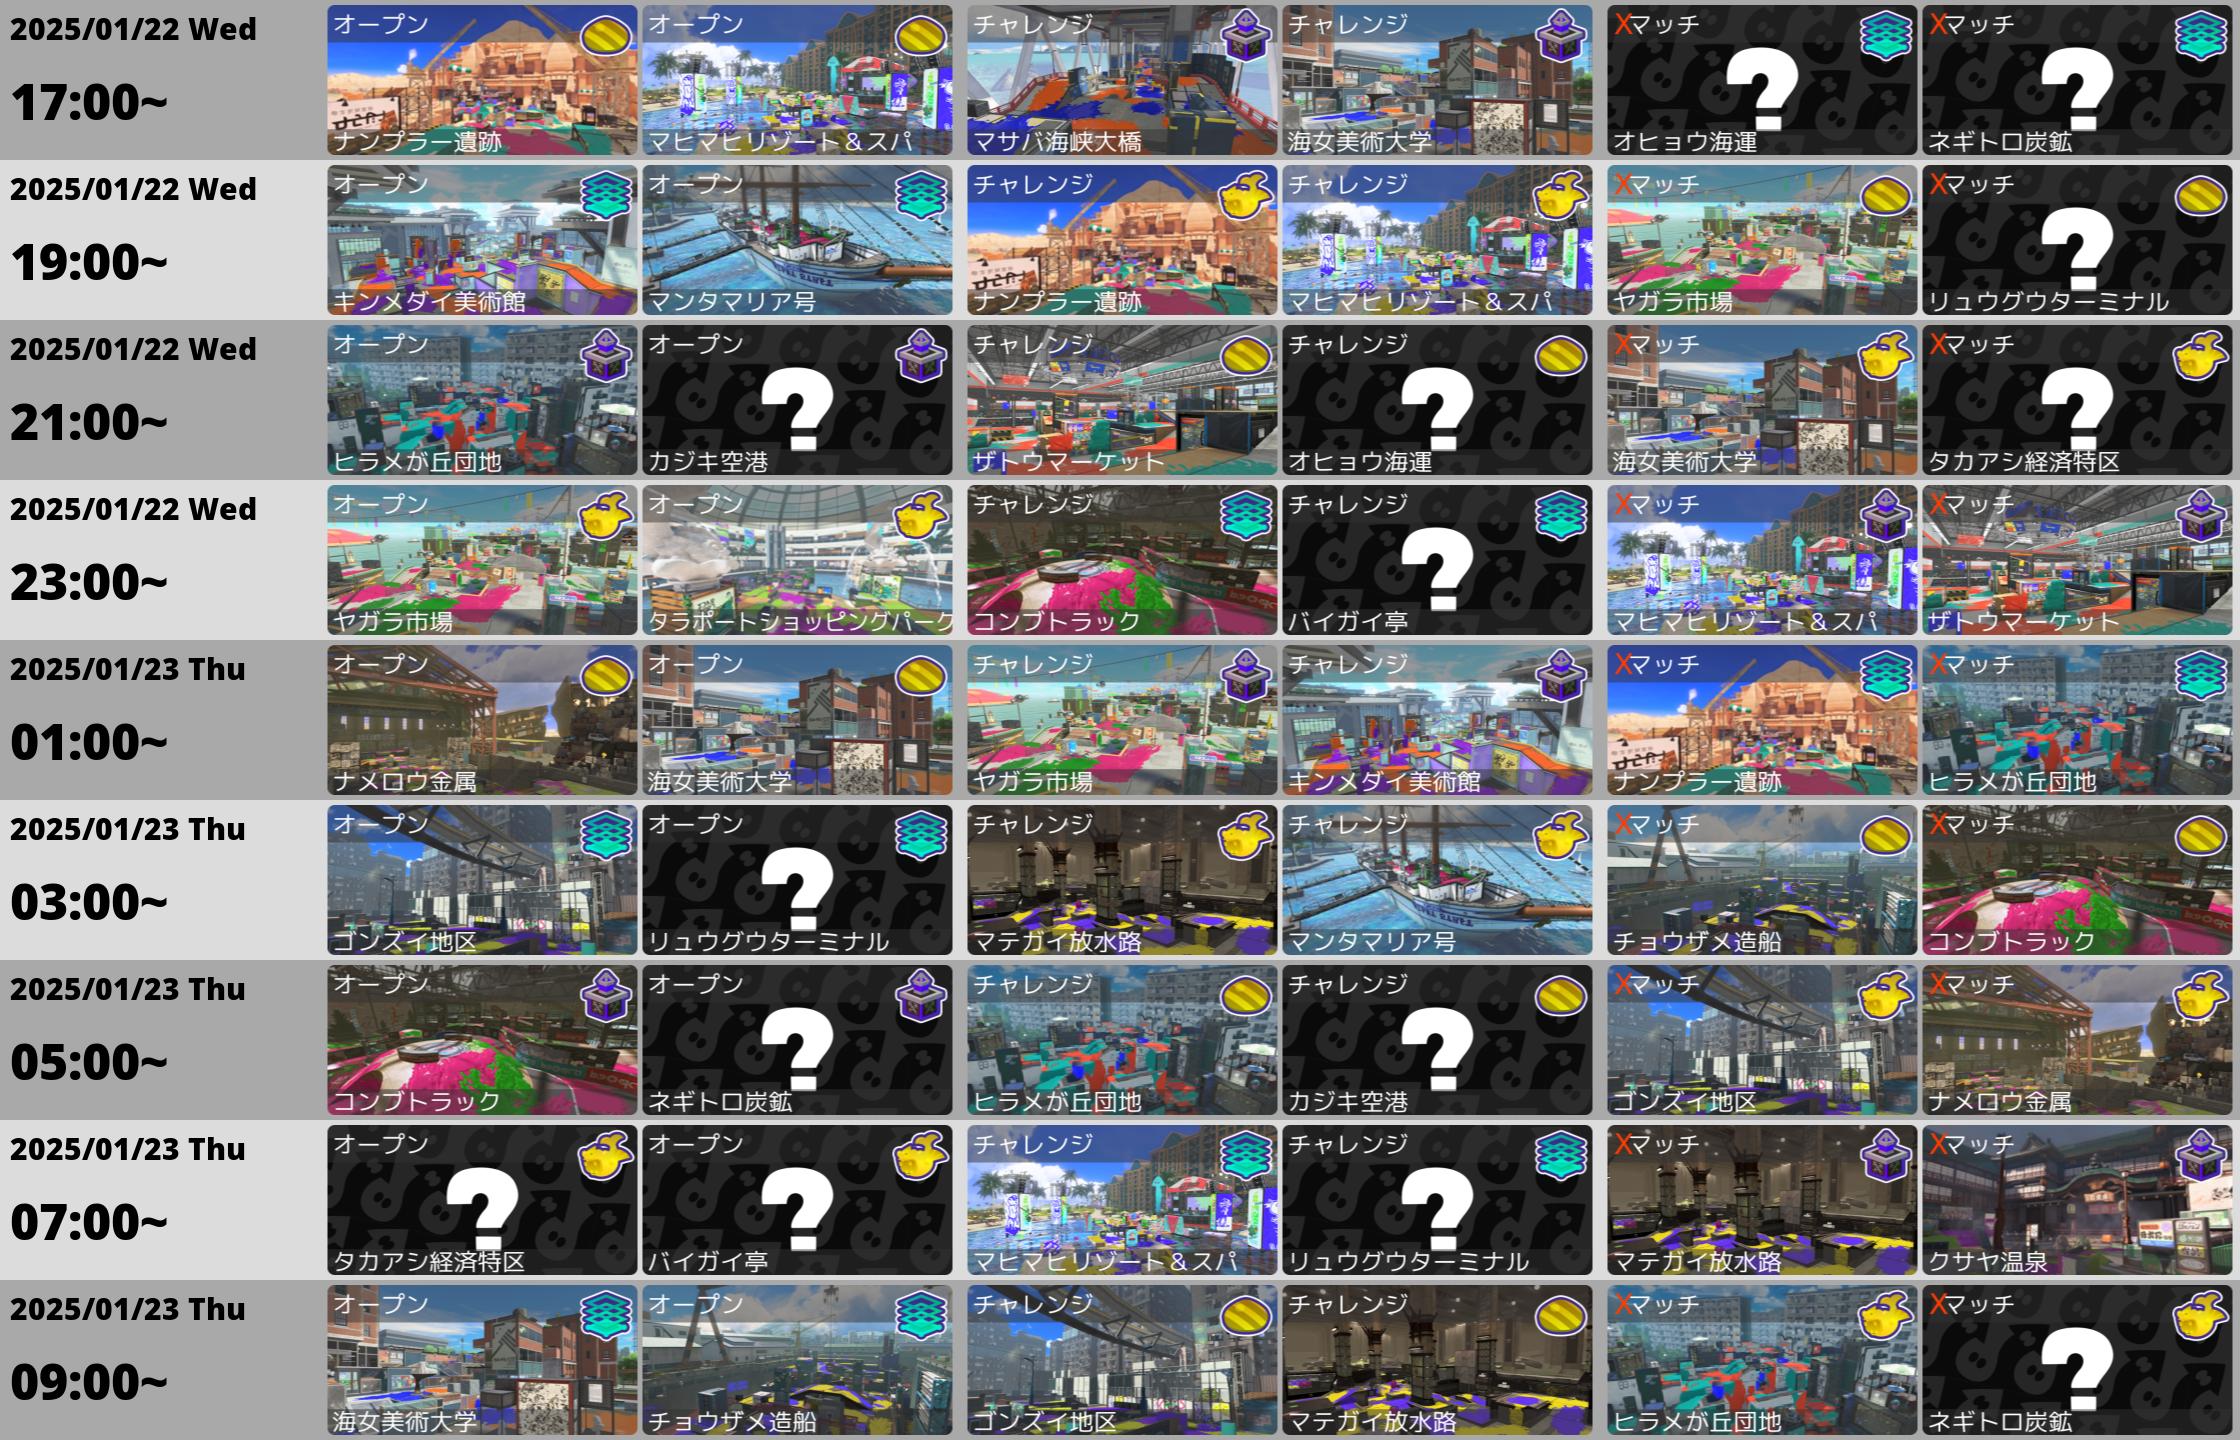 2025/01/22 Wed
17:00~
オープン
ナンプラー遺跡
オープン
マヒマヒリゾート＆スパ
チャレンジ
マサバ海峡大橋
チャレンジ
海女美術大学
Xマッチ
オヒョウ海運
Xマッチ
ネギトロ炭鉱
2025/01/22 Wed
19:00~
オープン
キンメダイ美術館
オープン
マンタマリア号
チャレンジ
ナンプラー遺跡
チャレンジ
マヒマヒリゾート＆スパ
Xマッチ
ヤガラ市場
Xマッチ
リュウグウターミナル
2025/01/22 Wed
21:00~
オープン
ヒラメが丘団地
オープン
カジキ空港
チャレンジ
ザトウマーケット
チャレンジ
オヒョウ海運
Xマッチ
海女美術大学
Xマッチ
タカアシ経済特区
2025/01/22 Wed
23:00~
オープン
ヤガラ市場
オープン
タラポートショッピングパーク
チャレンジ
コンブトラック
チャレンジ
バイガイ亭
Xマッチ
マヒマヒリゾート＆スパ
Xマッチ
ザトウマーケット
2025/01/23 Thu
01:00~
オープン
ナメロウ金属
オープン
海女美術大学
チャレンジ
ヤガラ市場
チャレンジ
キンメダイ美術館
Xマッチ
ナンプラー遺跡
Xマッチ
ヒラメが丘団地
2025/01/23 Thu
03:00~
オープン
ゴンズイ地区
オープン
リュウグウターミナル
チャレンジ
マテガイ放水路
チャレンジ
マンタマリア号
Xマッチ
チョウザメ造船
Xマッチ
コンブトラック
2025/01/23 Thu
05:00~
オープン
コンブトラック
オープン
ネギトロ炭鉱
チャレンジ
ヒラメが丘団地
チャレンジ
カジキ空港
Xマッチ
ゴンズイ地区
Xマッチ
ナメロウ金属
2025/01/23 Thu
07:00~
オープン
タカアシ経済特区
オープン
バイガイ亭
チャレンジ
マヒマヒリゾート＆スパ
チャレンジ
リュウグウターミナル
Xマッチ
マテガイ放水路
Xマッチ
クサヤ温泉
2025/01/23 Thu
09:00~
オープン
海女美術大学
オープン
チョウザメ造船
チャレンジ
ゴンズイ地区
チャレンジ
マテガイ放水路
Xマッチ
ヒラメが丘団地
Xマッチ
ネギトロ炭鉱